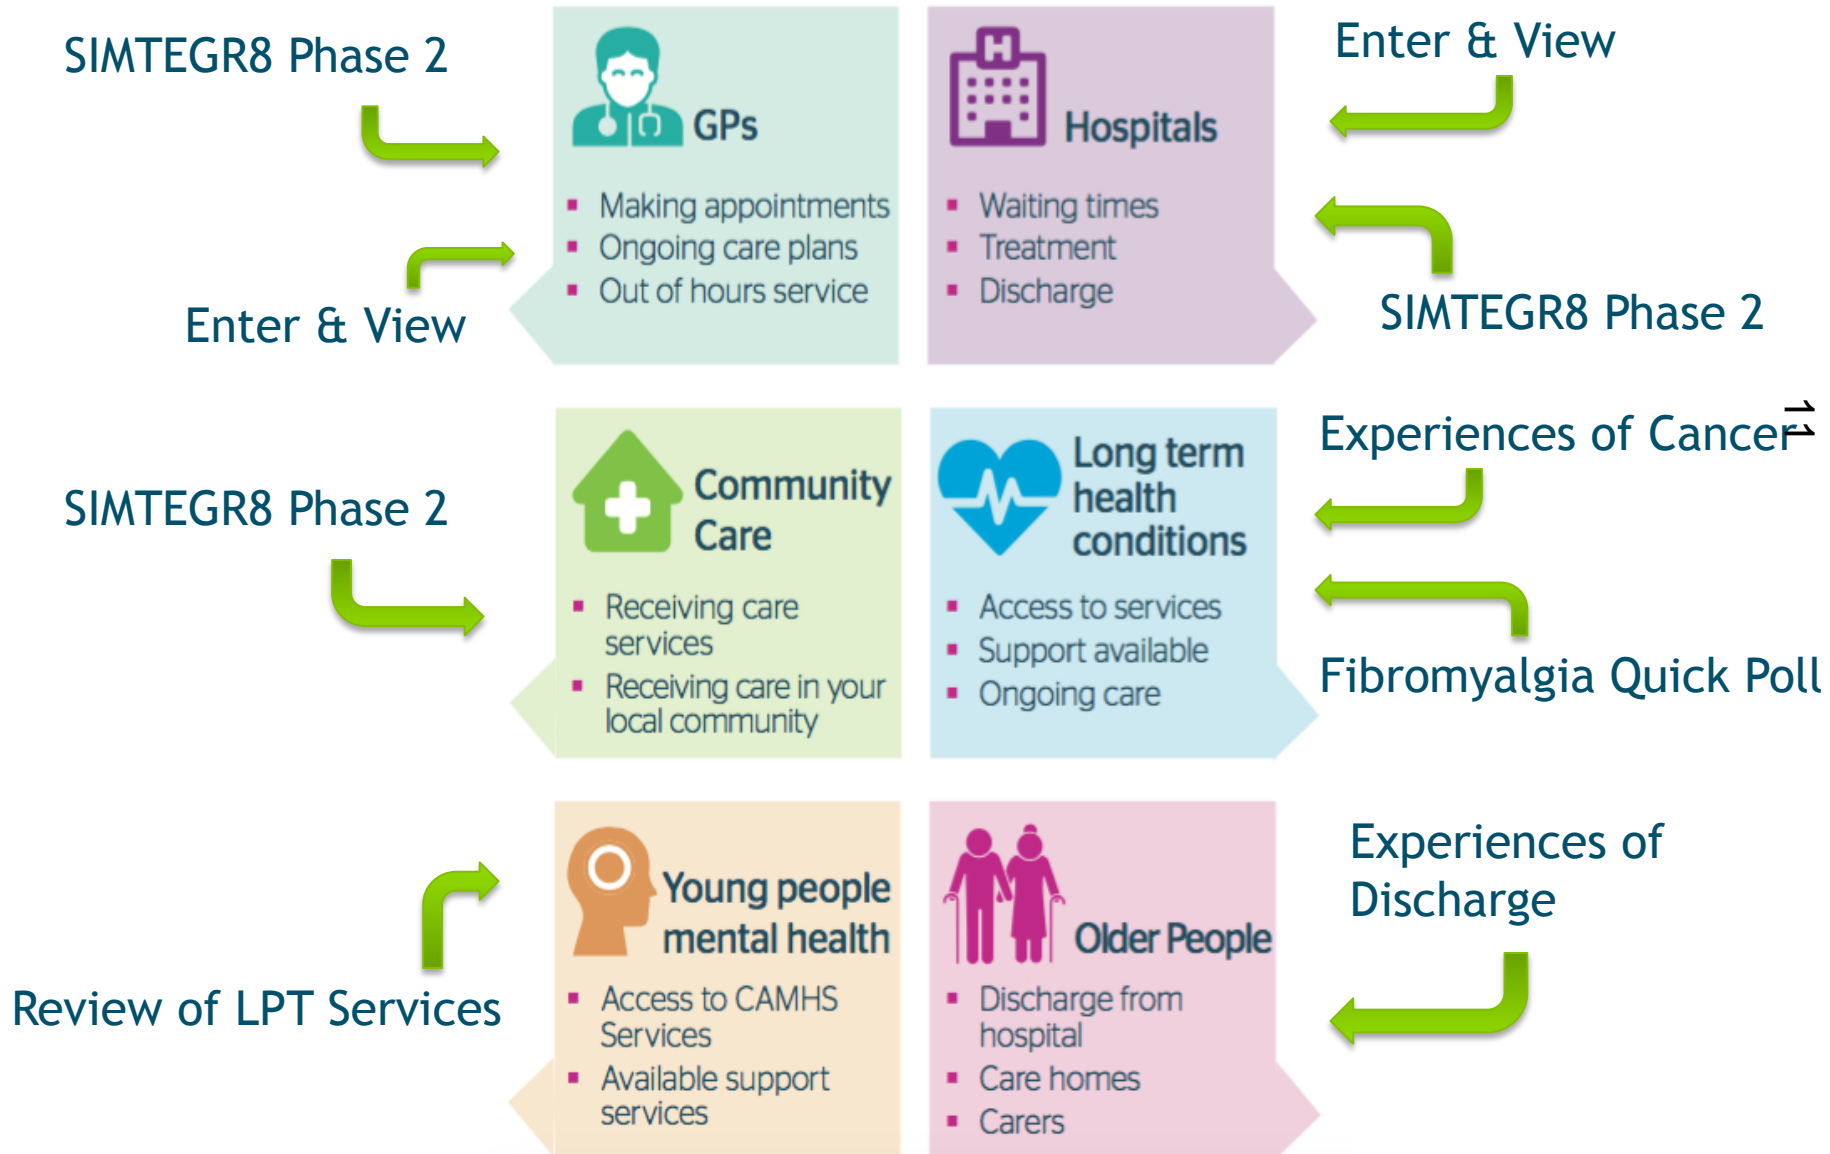 SIMTEGR8 Phase 2
Enter & View
GPs
▪ Making appointments
▪ Ongoing care plans
▪ Out of hours service
H
Hospitals
▪ Waiting times
▪ Treatment
▪ Discharge
Enter & View
SIMTEGR8 Phase 2
SIMTEGR8 Phase 2
Community
Care
▪ Receiving care
services
▪ Receiving care in your
local community
Long term
health
conditions
▪ Access to services
▪ Support available
▪ Ongoing care
Experiences of Cancer
11
Fibromyalgia Quick Poll
Review of LPT Services
Young people
mental health
▪ Access to CAMHS
Services
▪ Available support
services
Older People
▪ Discharge from
hospital
▪ Care homes
▪ Carers
Experiences of
Discharge